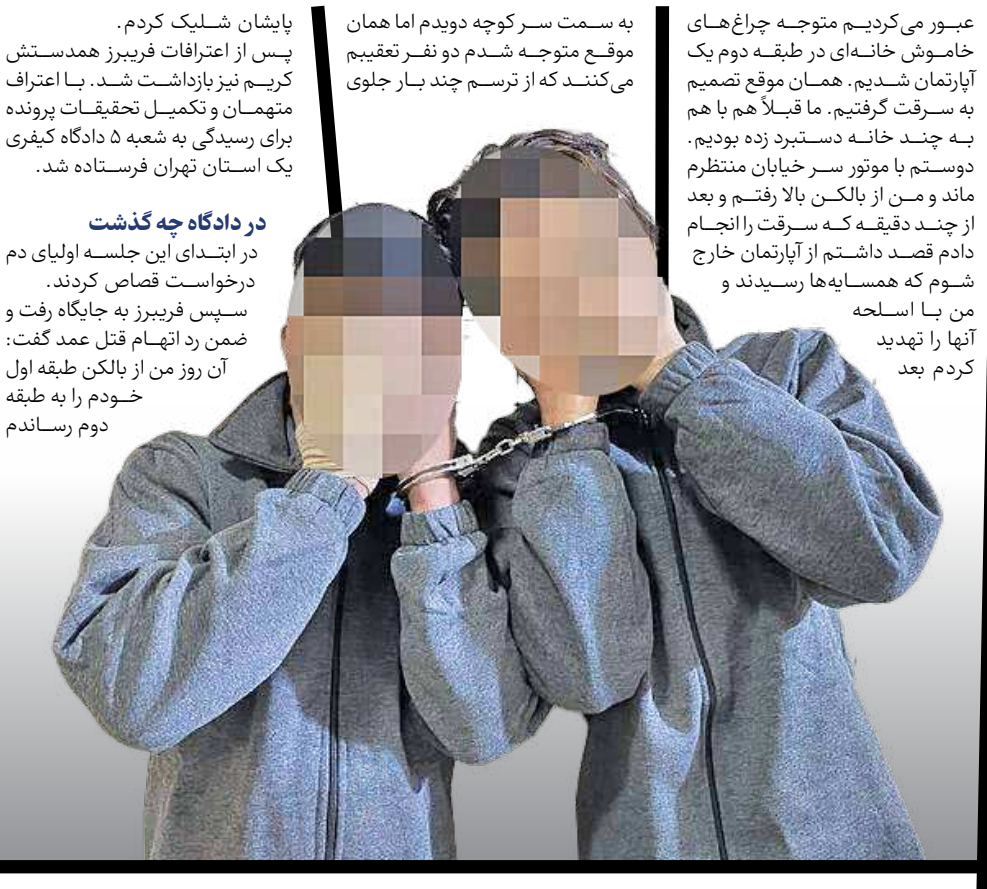 عبور می‌کردیم متوجه چراغ‌های
خاموش خانه‌ای در طبقه دوم یک
آپارتمان شدیم. همان موقع تصمیم
به سرقت گرفتیم. ما قبلاً هم با هم
به چند خانه دستبرد زده بودیم.
دوستم با موتور سر خیابان منتظرم
ماند و من از بالکن بالا رفتم و بعد
از چند دقیقه که سرقت را انجام
دادم قصد داشتم از آپارتمان خارج
شوم که همسایه‌ها رسیدند و
من با اسلحه
آنها را تهدید
کردم بعد
به سمت سر کوچه دویدم اما همان
موقع متوجه شدم دو نفر تعقیبم
می‌کنند که از ترسم چند بار جلوی
پایشان شلیک کردم.
پس از اعترافات فریبرز همدستش
کریم نیز بازداشت شد. با اعتراف
متهمان و تکمیل تحقیقات پرونده
برای رسیدگی به شعبه ۵ دادگاه کیفری
یک استان تهران فرستاده شد.
در دادگاه چه گذشت
در ابتدای این جلسه اولیای دم
درخواست قصاص کردند.
سپس فریبرز به جایگاه رفت و
ضمن رد اتهام قتل عمد گفت:
آن روز من از بالکن طبقه اول
خودم را به طبقه
دوم رساندم